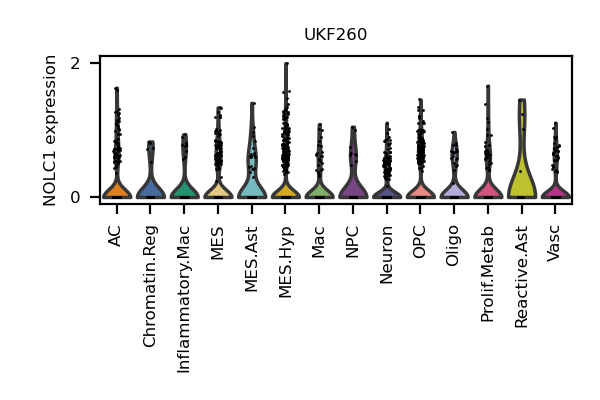 UKF260
NOLC1 expression
2
0
AC
Chromatin.Reg
Inflammatory.Mac
MES
MES.Ast
MES.Hyp
Mac
NPC
Neuron
OPC
Oligo
Prolif.Metab
Reactive.Ast
Vasc